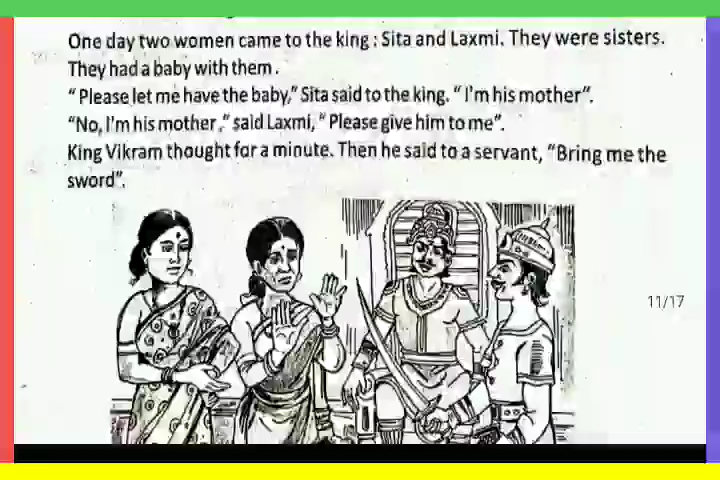 One day two women came to the king : Sita and Laxmi. They were sisters.
They had a baby with them.
“ Please let me have the baby,” Sita said to the king. “ I'm his mother”.
“No, I'm his mother ,” said Laxmi, “ Please give him to me”.
King Vikram thought for a minute. Then he said to a servant, “Bring me the
sword”.
11/17